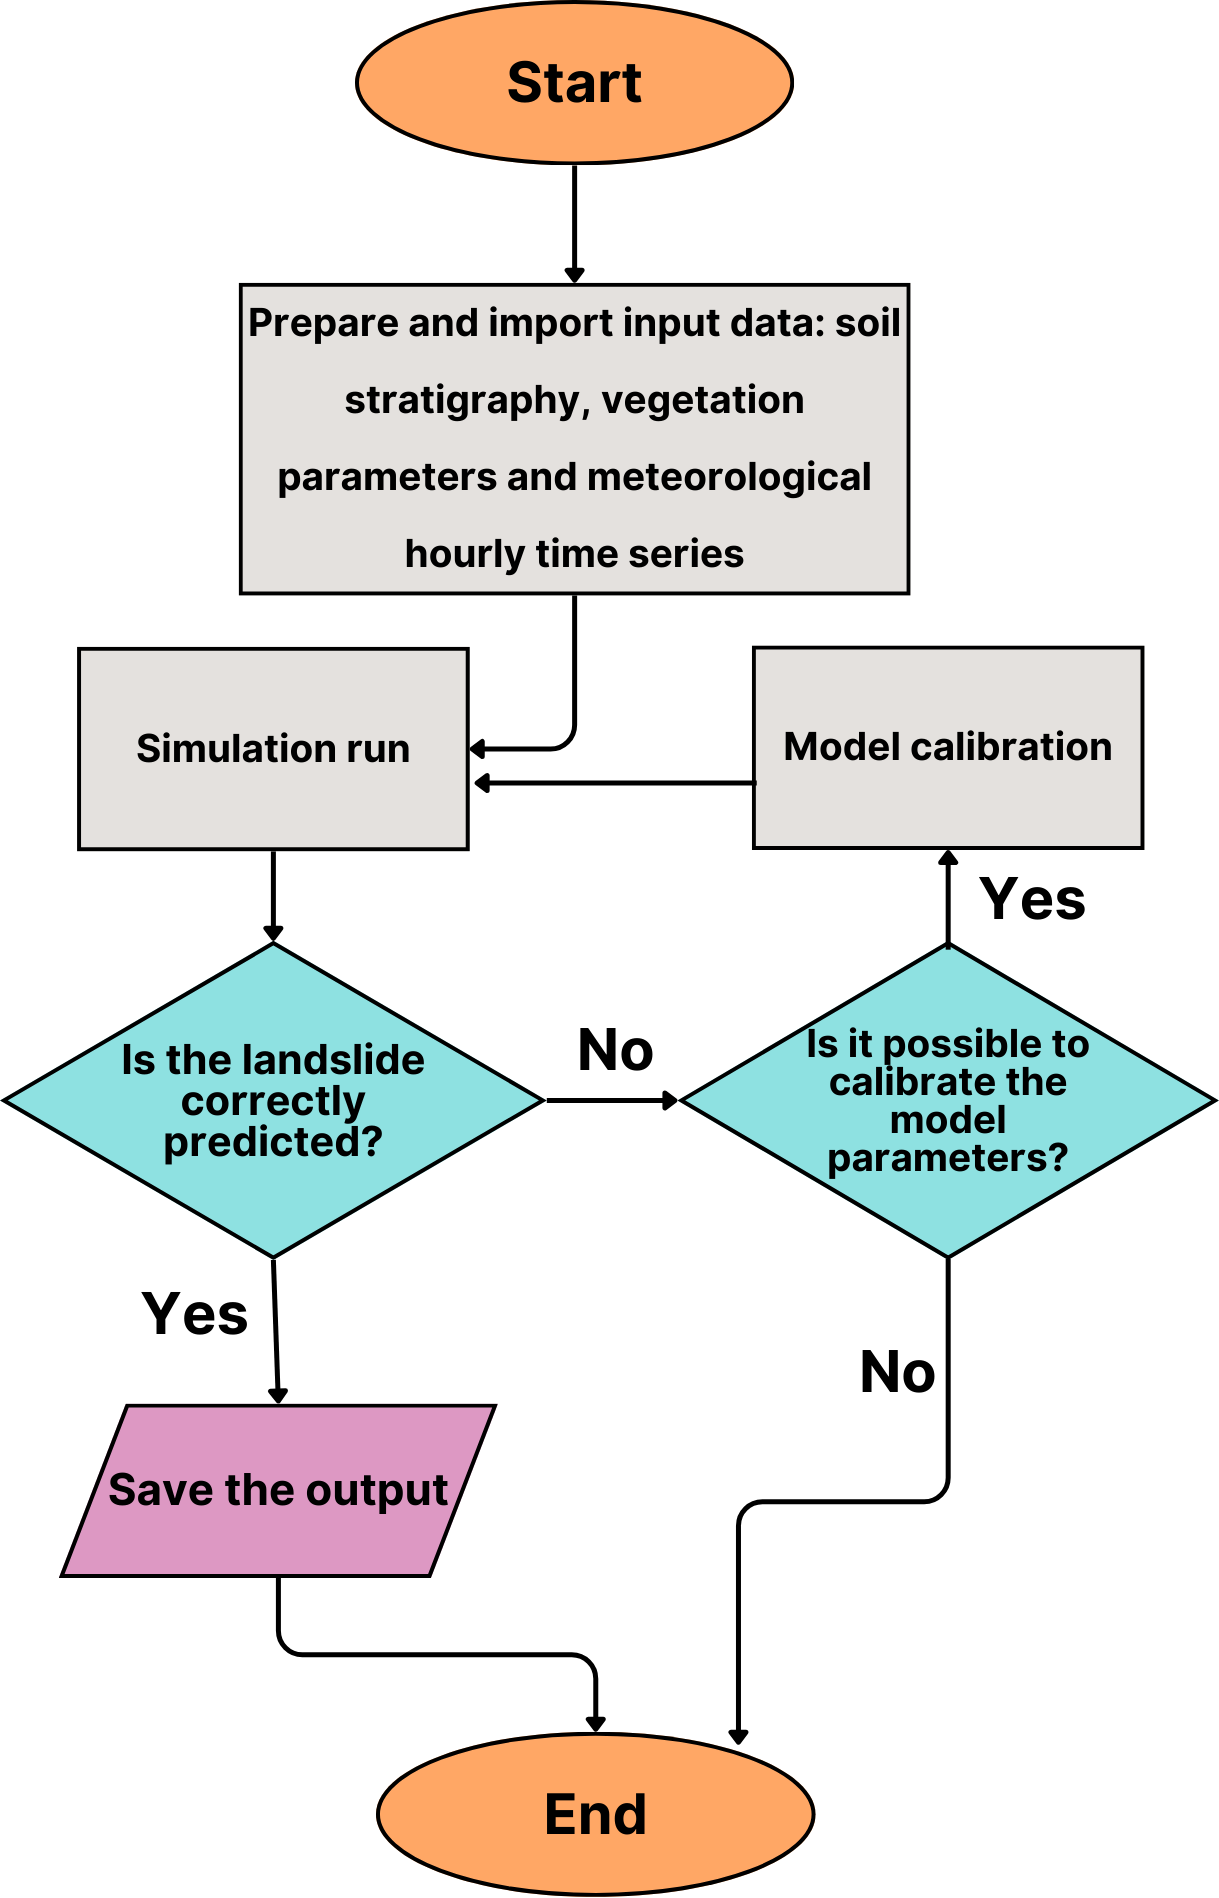 Start
Prepare and import input data: soil
stratigraphy, vegetation
parameters and meteorological
hourly time series
Simulation run
Model calibration
Yes
Is the landslide
correctly
predicted?
No
Is it possible to
calibrate the
model
parameters?
Yes
No
Save the output
End